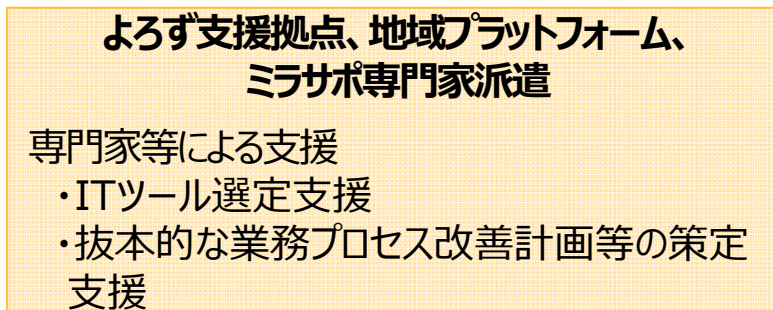 よろず支援拠点、地域プラットフォーム、
ミラサポ専門家派遣
専門家等による支援
・ITツール選定支援
・抜本的な業務プロセス改善計画等の策定
支援